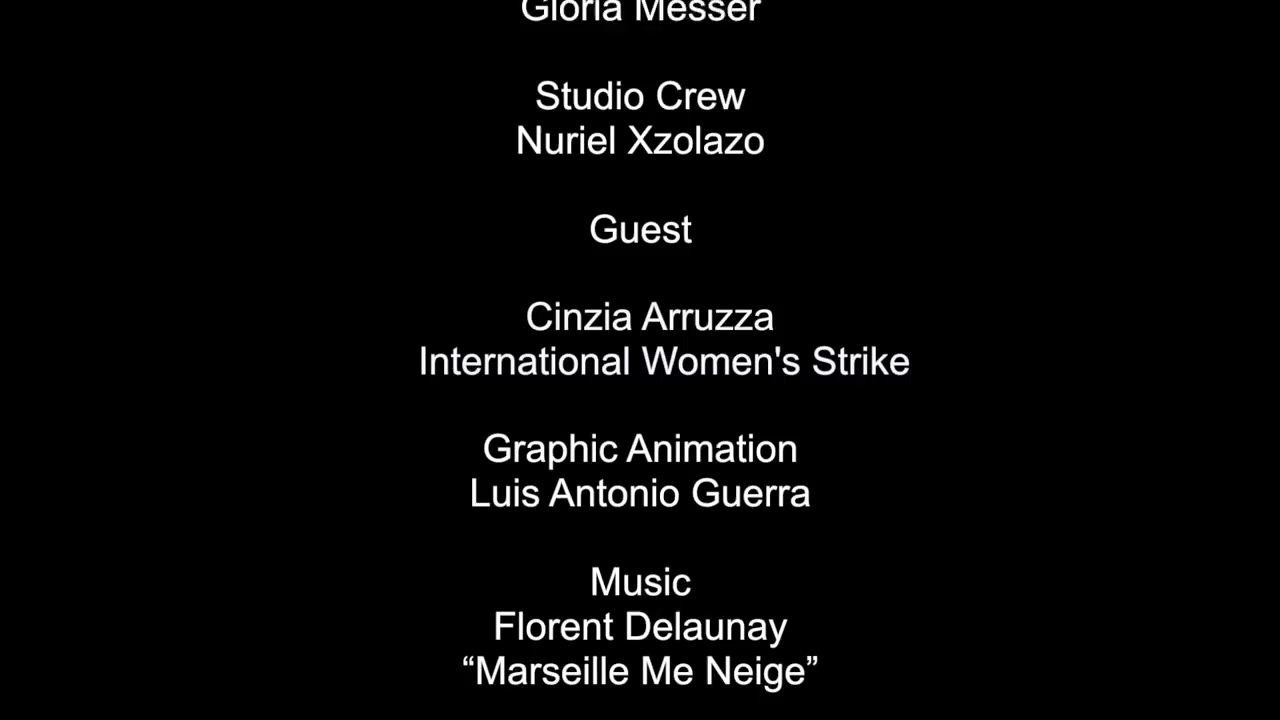 Gloria Messer
Studio Crew
Nuriel Xzolazo
Guest
Cinzia Arruzza
International Women's Strike
Graphic Animation
Luis Antonio Guerra
Music
Florent Delaunay
“Marseille Me Neige”